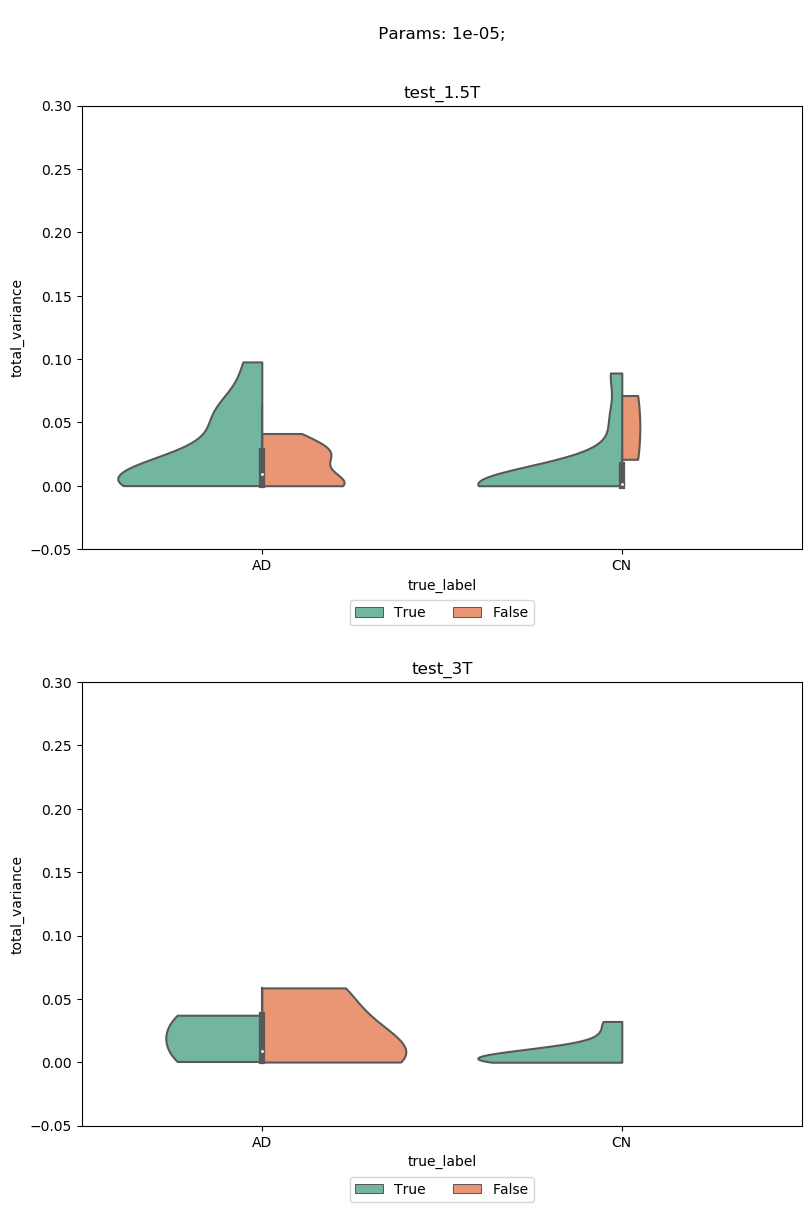 Params: 1e-05;
test_1.5T
0.30
0.25
0.20
0.15
0.10
0.05
0.00
−0.05
total_variance
AD CN
true_label
True False
test_3T
0.30
0.25
0.20
0.15
0.10
0.05
0.00
−0.05
total_variance
AD CN
true_label
True False